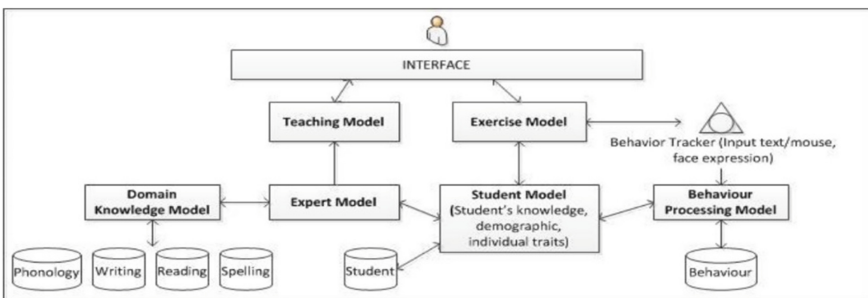 INTERFACE
Teaching Model
Exercise Model
Behavior Tracker (Input text/mouse,
face expression)
Domain
Knowledge Model
Expert Model
Student Model
(Student's knowledge,
demographic,
individual traits)
Behaviour
Processing Model
Phonology
Writing
Reading
Spelling
Student
Behaviour